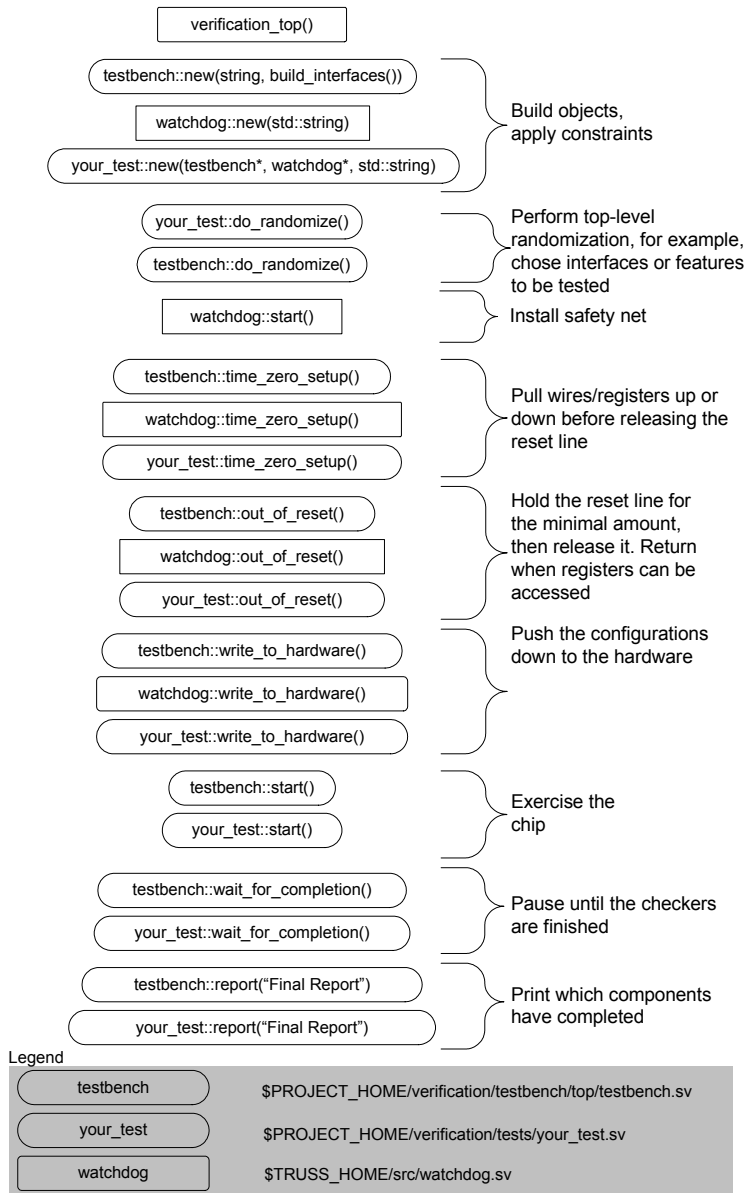 verification_top()
testbench::new(string, build_interfaces())
watchdog::new(std::string)
your_test::new(testbench*, watchdog*, std::string)
Build objects,
apply constraints
your_test::do_randomize()
testbench::do_randomize()
Perform top-level
randomization, for example,
chose interfaces or features
to be tested
watchdog::start()
Install safety net
testbench::time_zero_setup()
watchdog::time_zero_setup()
your_test::time_zero_setup()
Pull wires/registers up or
down before releasing the
reset line
testbench::out_of_reset()
watchdog::out_of_reset()
your_test::out_of_reset()
Hold the reset line for
the minimal amount,
then release it. Return
when registers can be
accessed
testbench::write_to_hardware()
watchdog::write_to_hardware()
your_test::write_to_hardware()
Push the configurations
down to the hardware
testbench::start()
your_test::start()
Exercise the
chip
testbench::wait_for_completion()
your_test::wait_for_completion()
Pause until the checkers
are finished
testbench::report(“Final Report”)
your_test::report(“Final Report”)
Print which components
have completed
Legend
testbench $PROJECT_HOME/verification/testbench/top/testbench.sv
your_test $PROJECT_HOME/verification/tests/your_test.sv
watchdog $TRUSS_HOME/src/watchdog.sv